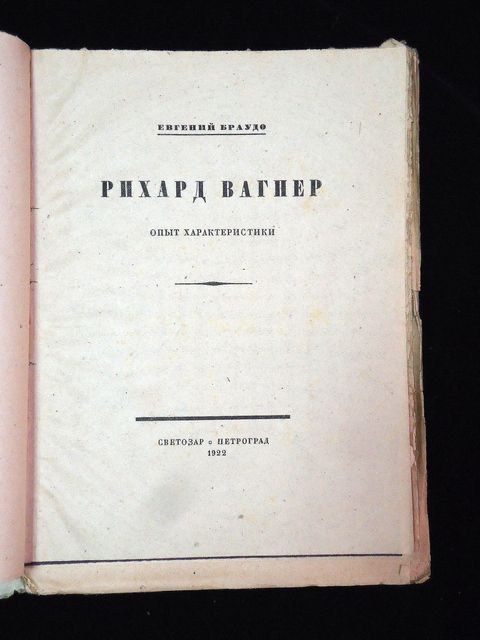 ЕВГЕНИЙ БРАУДО
РИХАРД ВАГНЕР
ОПЫТ ХАРАКТЕРИСТИКИ
СВЕТОЗАР □ ПЕТРОГРАД
1922